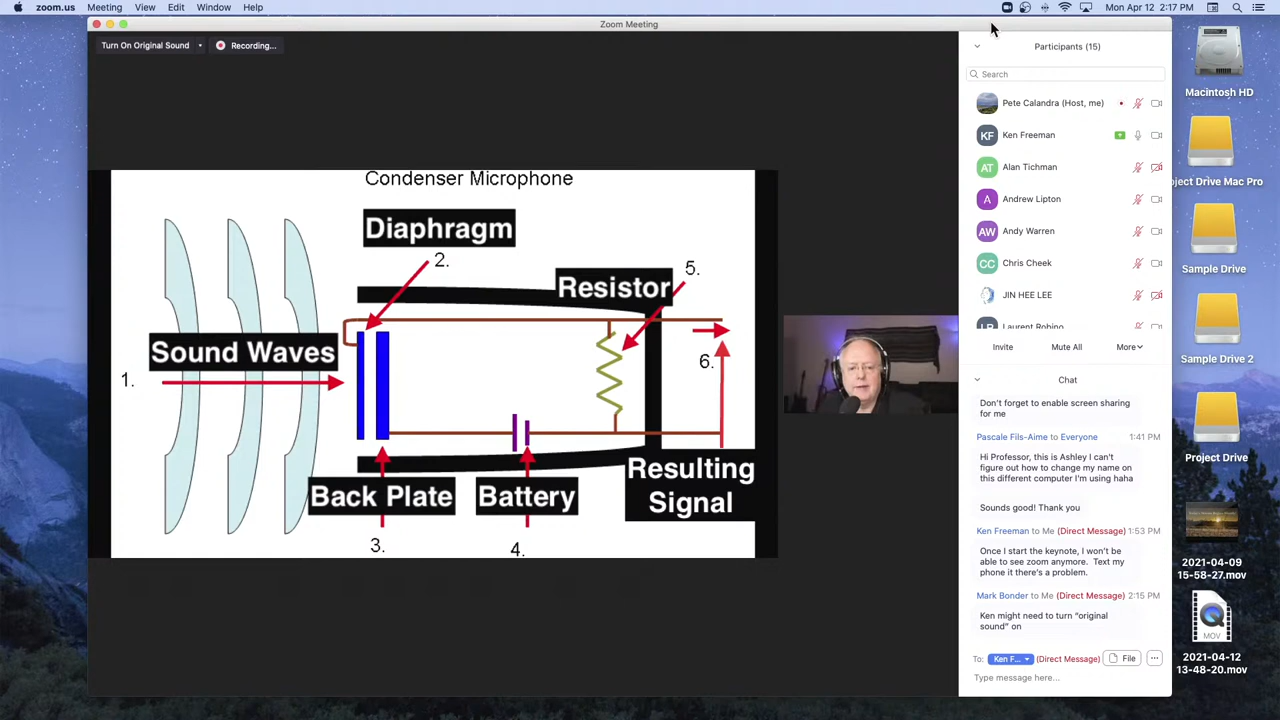 zoom.us Meeting View Edit Window Help
Mon Apr 12 2:17 PM
Zoom Meeting
Turn On Original Sound
Recording...
Condenser Microphone
Diaphragm
2.
5.
Resistor
Sound Waves
1.
6.
Resulting
Signal
Back Plate
Battery
3.
4.
Participants (15)
Search
Pete Calandra (Host, me)
KF Ken Freeman
AT Alan Tichman
A Andrew Lipton
AW Andy Warren
CC Chris Cheek
JIN HEE LEE
LR Laurent Robino
Invite Mute All More
Chat
Don't forget to enable screen sharing
for me
Pascale Fils-Aime to Everyone 1:41 PM
Hi Professor, this is Ashley I can't
figure out how to change my name on
this different computer I'm using haha
Sounds good! Thank you
Ken Freeman to Me (Direct Message) 1:53 PM
Once I start the keynote, I won't be
able to see zoom anymore. Text my
phone it there's a problem.
Mark Bonder to Me (Direct Message) 2:15 PM
Ken might need to turn "original
sound" on
To: Ken F... (Direct Message) File ...
Type message here...
Macintosh HD
ject Drive Mac Pro
Sample Drive
Sample Drive 2
Project Drive
2021-04-09
15-58-27.mov
MOV
2021-04-12
13-48-20.mov